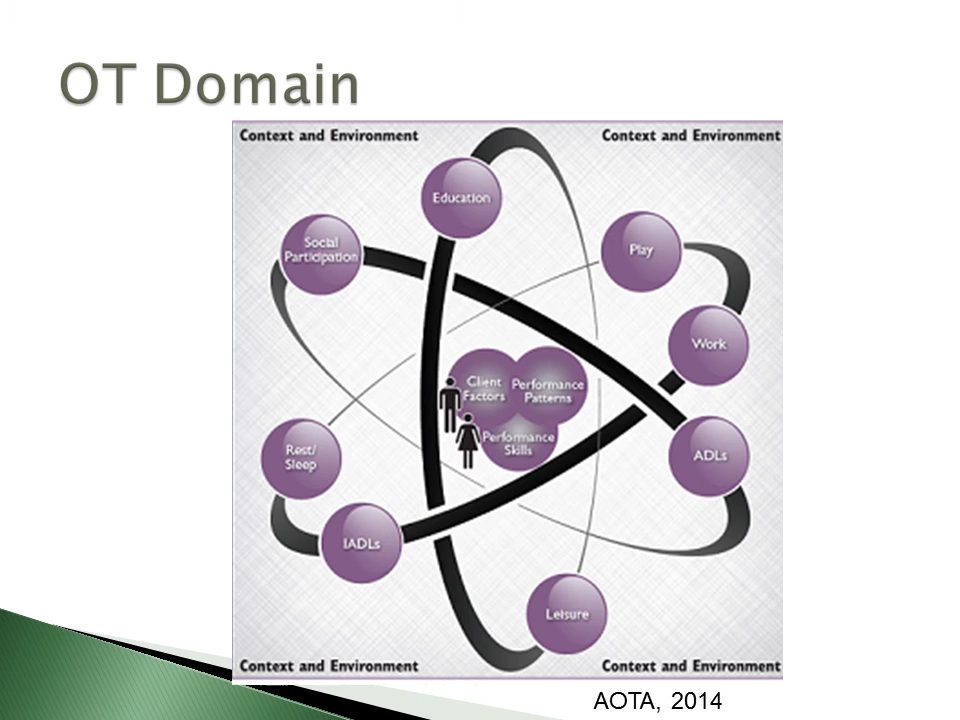 OT Domain
Context and Environment
Context and Environment
Education
Social
Participation
Play
Work
Client
Factors
Performance
Patterns
Performance
Skills
Rest/
Sleep
ADLs
IADLs
Leisure
Context and Environment
Context and Environment
AOTA, 2014